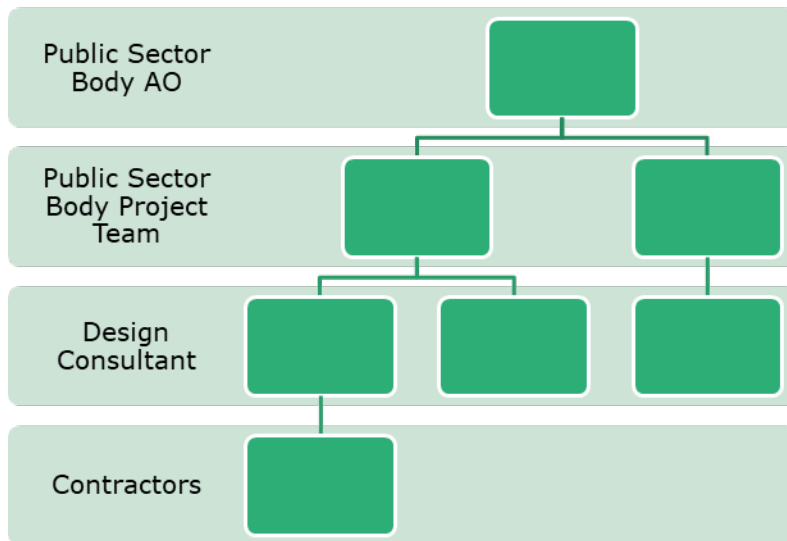 Public Sector
Body AO
Public Sector
Body Project
Team
Design
Consultant
Contractors